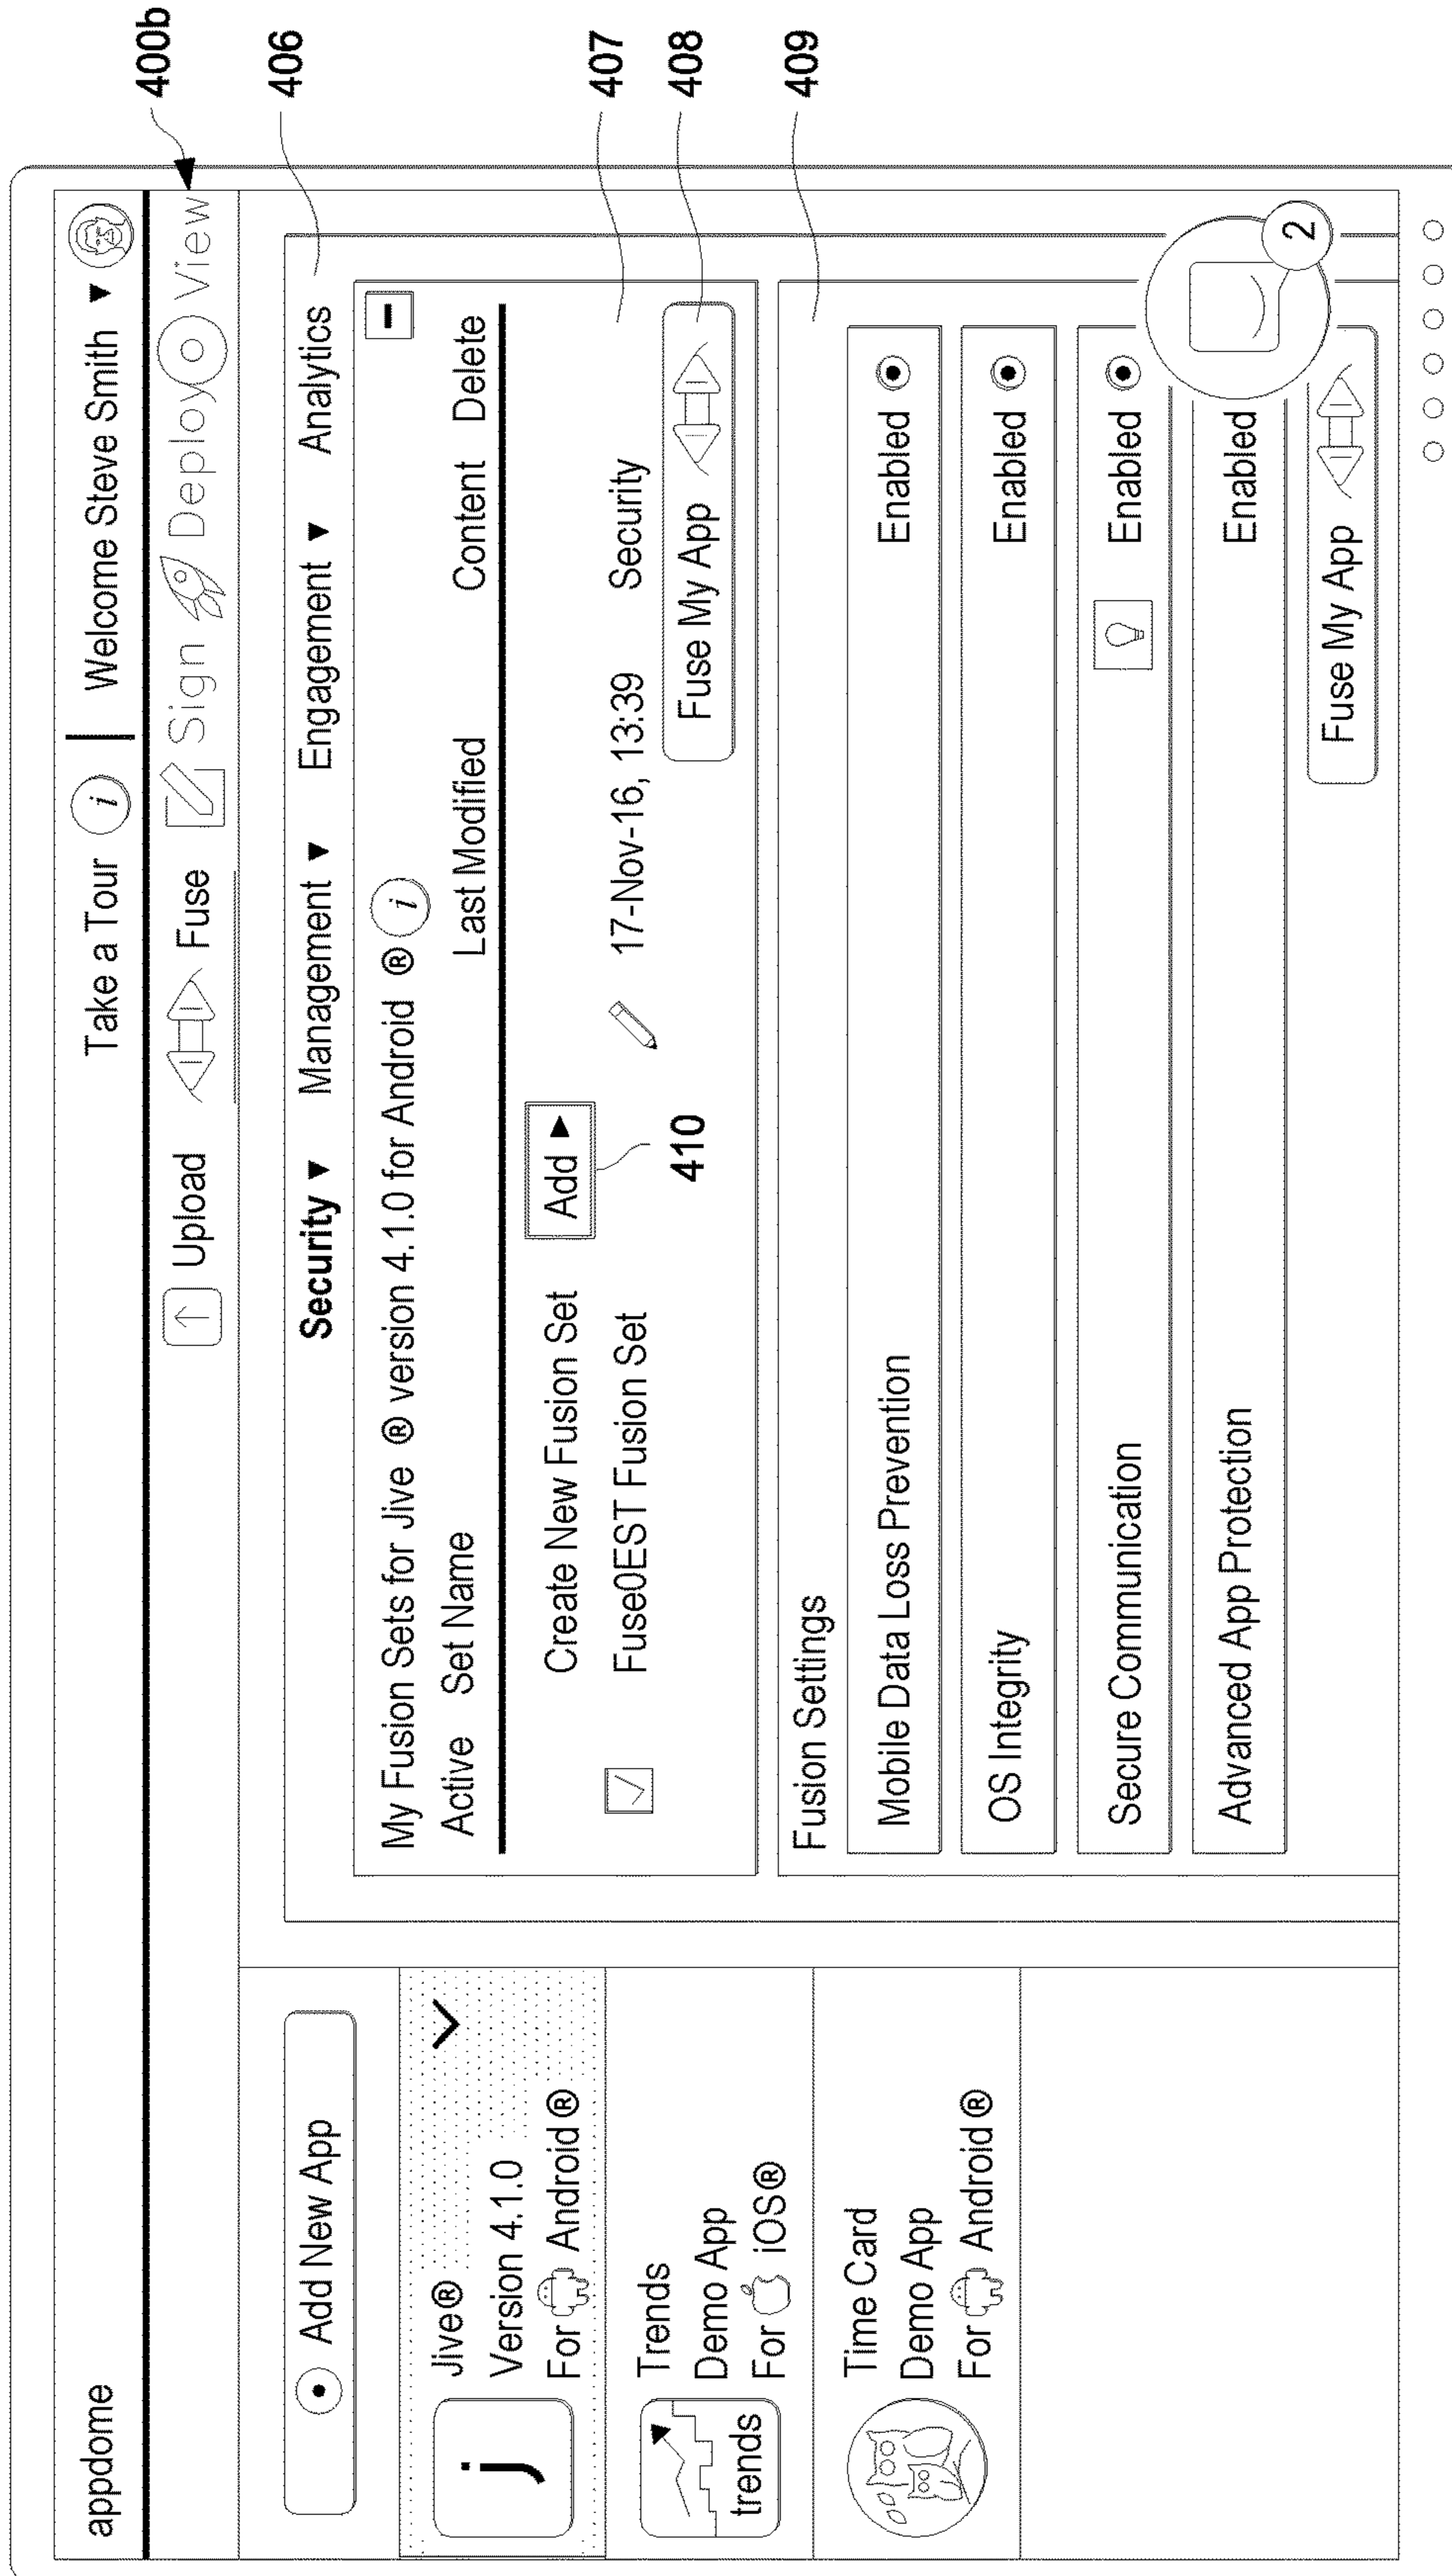 appdome Take a Tour i Welcome Steve Smith ▼
Upload Fuse Sign Deploy View
400b
Add New App
Jive®
Version 4.1.0
For Android ®
j
Trends
Demo App
For iOS®
trends
Time Card
Demo App
For Android ®
Security ▼ Management ▼ Engagement ▼ Analytics
406
My Fusion Sets for Jive ® version 4.1.0 for Android ® i
Active Set Name Last Modified Content Delete
Create New Fusion Set Add ►
410
Fuse0EST Fusion Set 17-Nov-16, 13:39 Security
407
Fuse My App
408
Fusion Settings
409
Mobile Data Loss Prevention Enabled
OS Integrity Enabled
Secure Communication Enabled
Advanced App Protection Enabled
2
Fuse My App